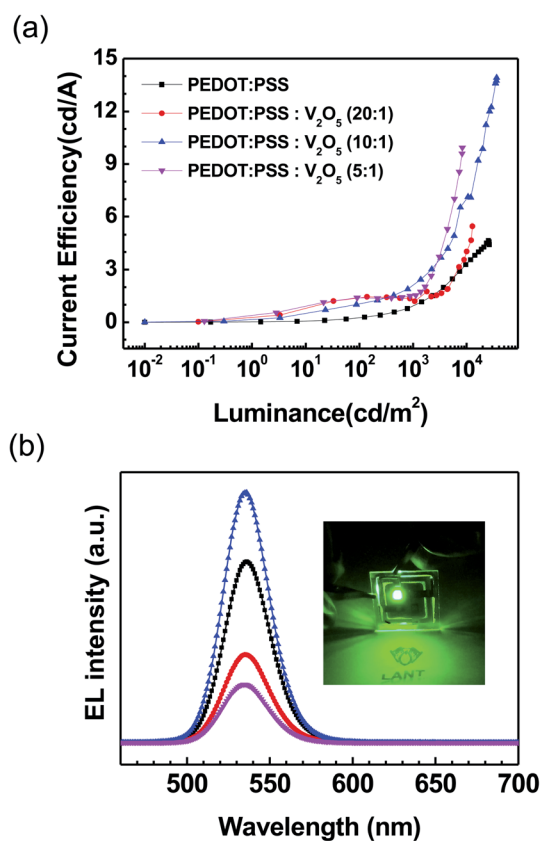 (a)
15
12
9
6
3
0
Current Efficiency(cd/A)
PEDOT:PSS
PEDOT:PSS : V₂O₅ (20:1)
PEDOT:PSS : V₂O₅ (10:1)
PEDOT:PSS : V₂O₅ (5:1)
10⁻² 10⁻¹ 10⁰ 10¹ 10² 10³ 10⁴
Luminance(cd/m²)
(b)
EL intensity (a.u.)
LANT
500 550 600 650 700
Wavelength (nm)